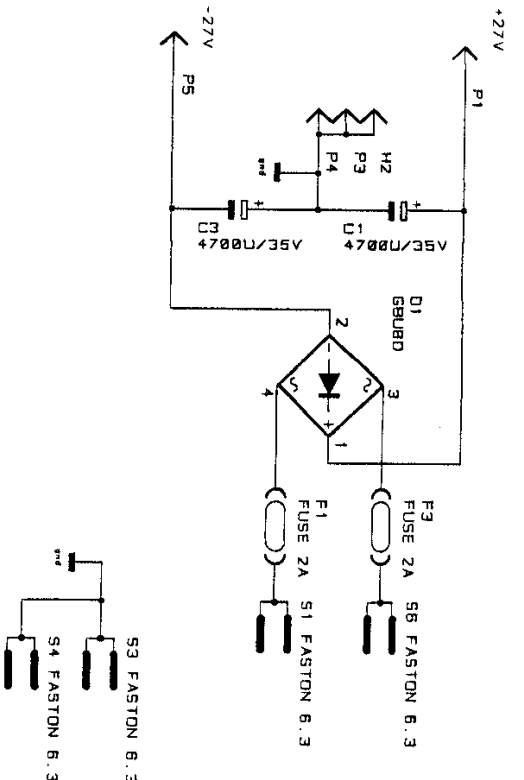 +27V
P1
-27V
P5
H2
P3
P4
gnd
C1
4700U/35V
C3
4700U/35V
+
+
D1
GBU8D
2
3
4
1
+
-
F3
FUSE 2A
F1
FUSE 2A
S6 FASTON 6.3
S1 FASTON 6.3
gnd
S3 FASTON 6.3
S4 FASTON 6.3